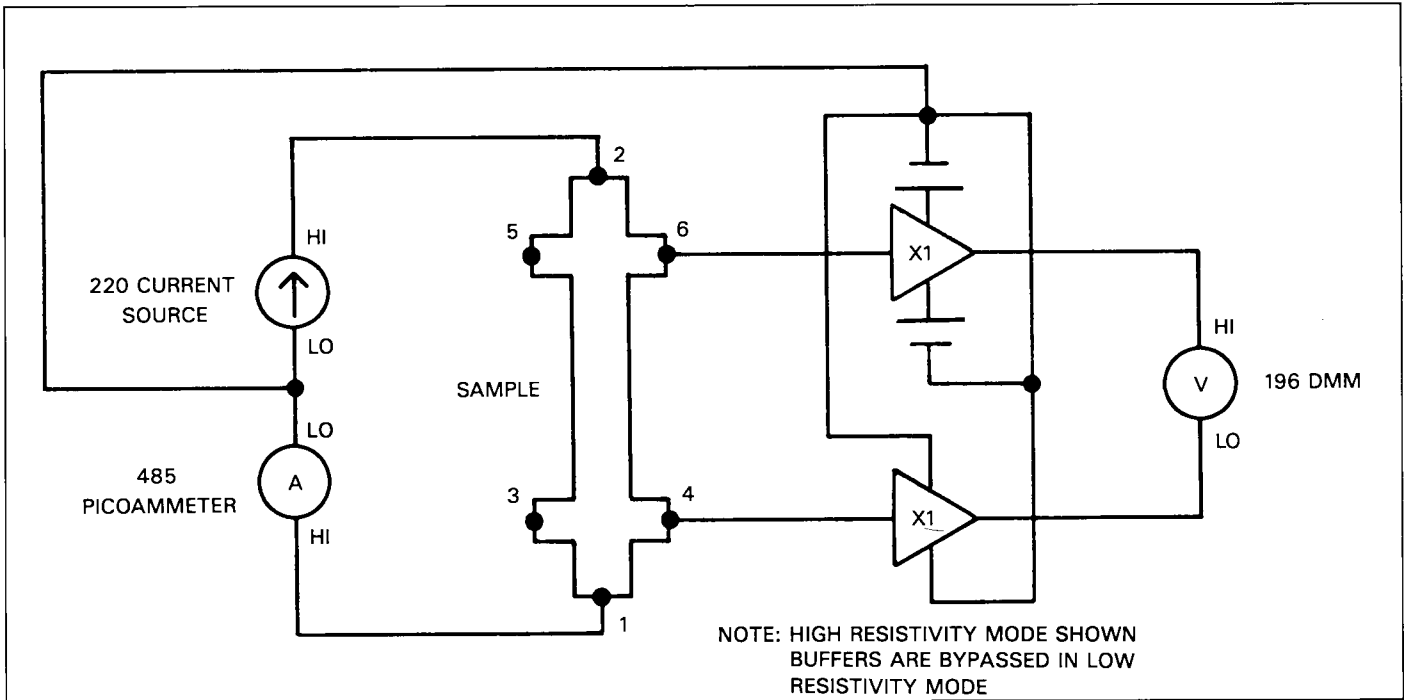 2
5
6
HI
X1
220 CURRENT
SOURCE
LO
HI
SAMPLE
V
196 DMM
LO
LO
485
PICOAMMETER
A
3
4
HI
X1
1
NOTE: HIGH RESISTIVITY MODE SHOWN
BUFFERS ARE BYPASSED IN LOW
RESISTIVITY MODE